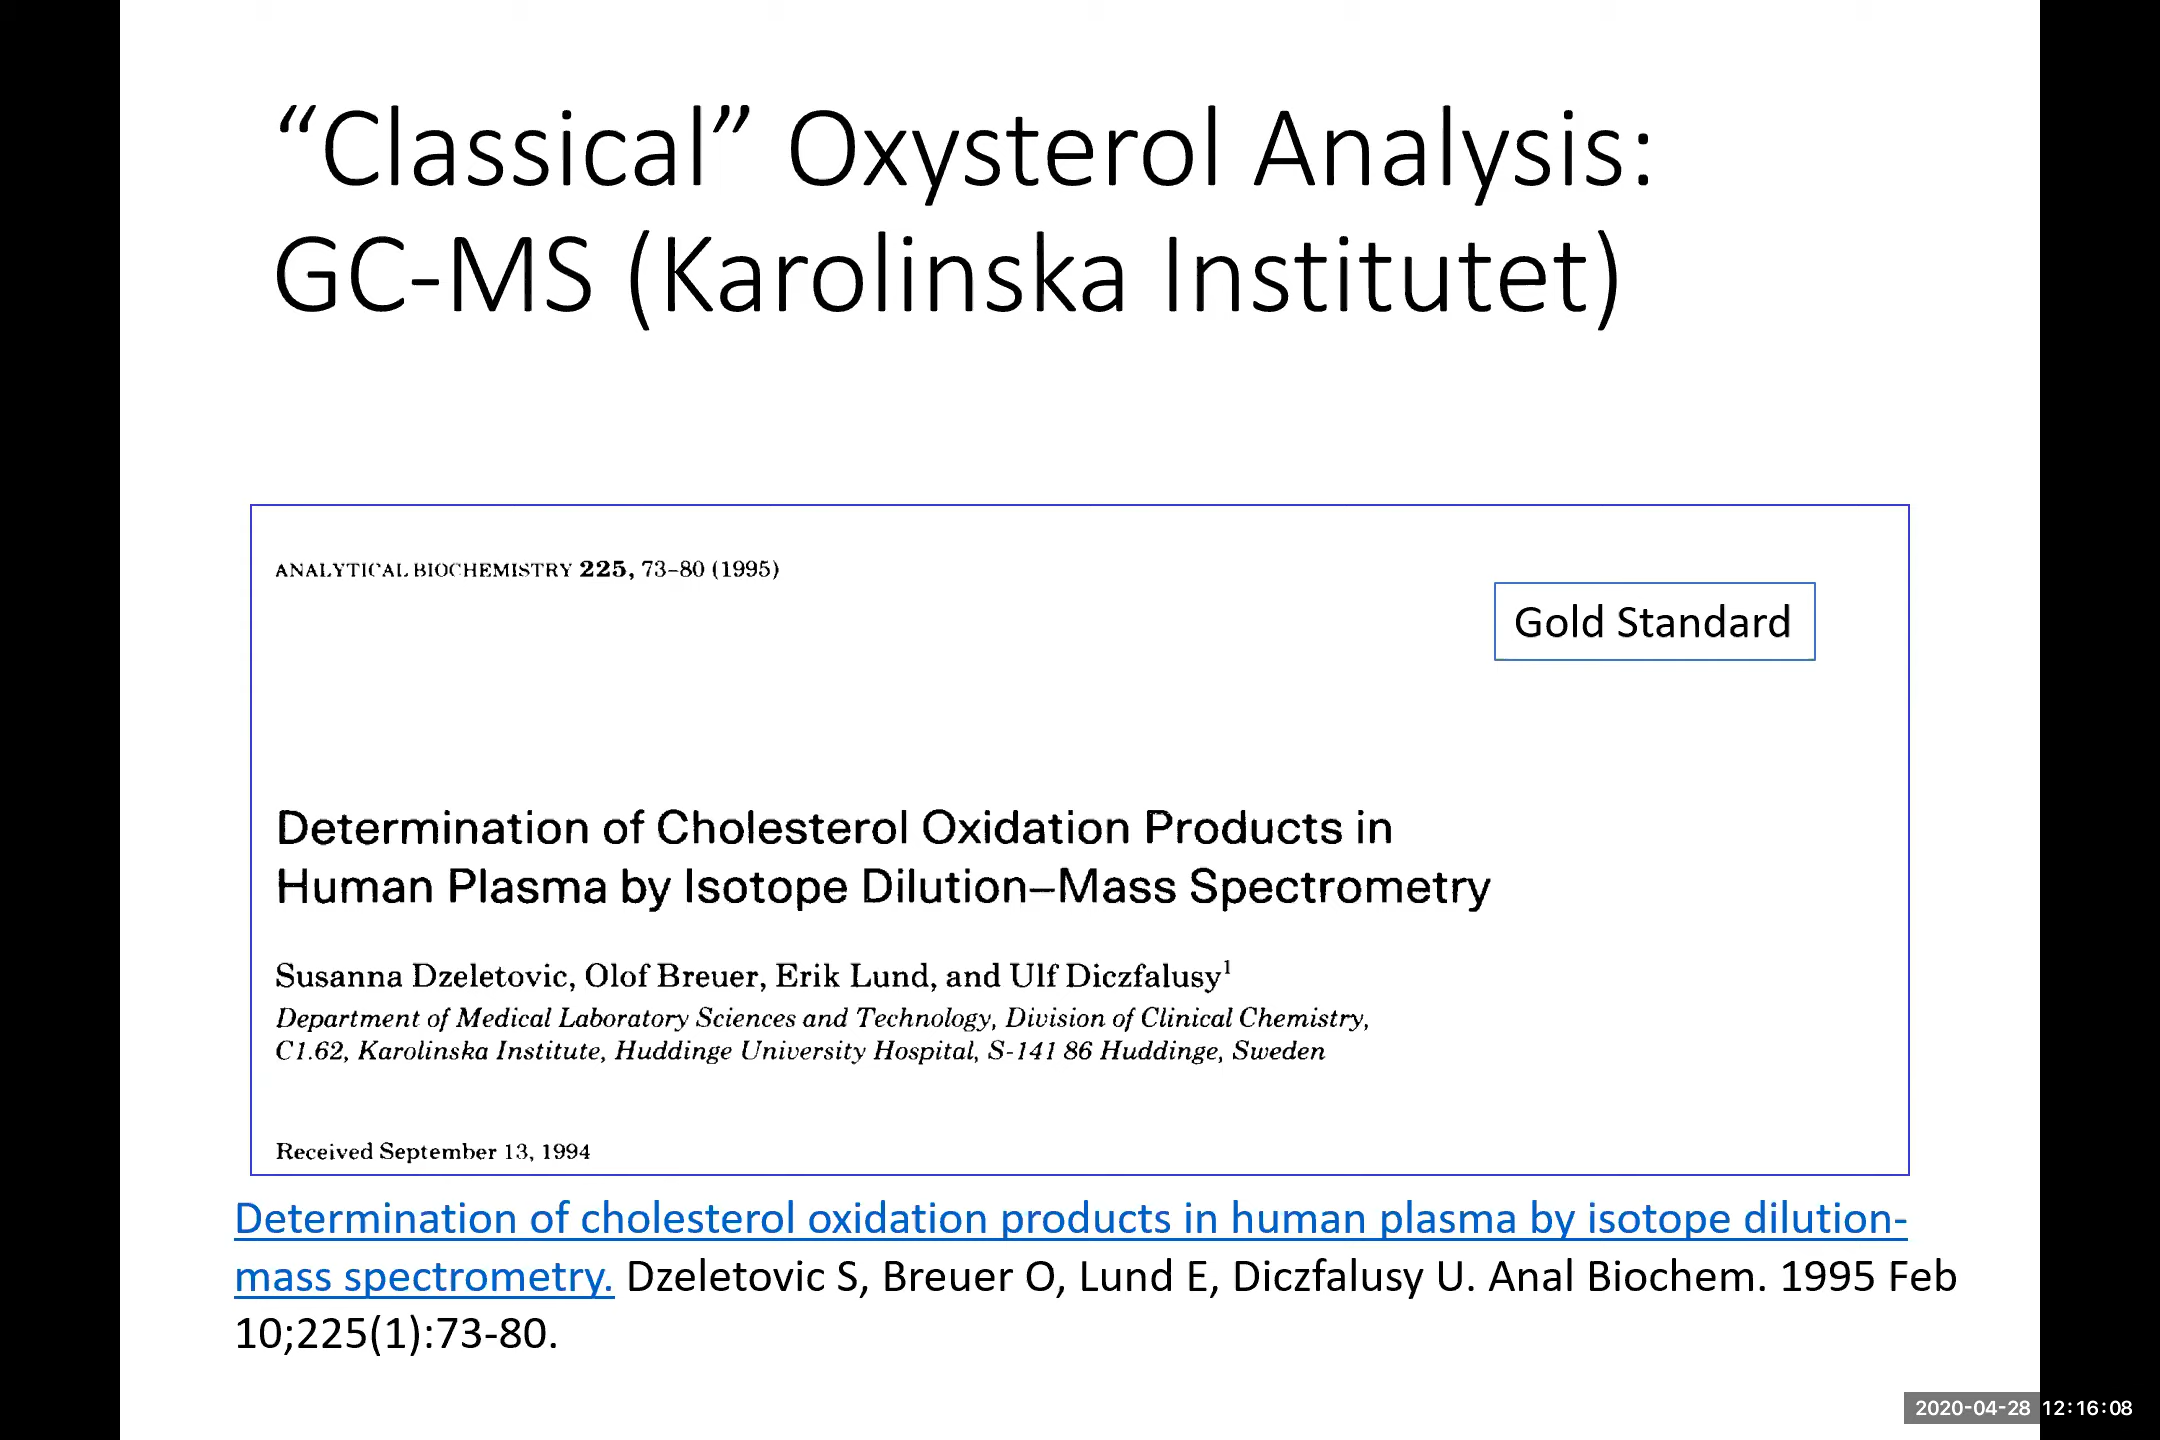 “Classical” Oxysterol Analysis:
GC-MS (Karolinska Institutet)
ANALYTICAL BIOCHEMISTRY 225, 73–80 (1995)
Gold Standard
Determination of Cholesterol Oxidation Products in
Human Plasma by Isotope Dilution–Mass Spectrometry
Susanna Dzeletovic, Olof Breuer, Erik Lund, and Ulf Diczfalusy¹
Department of Medical Laboratory Sciences and Technology, Division of Clinical Chemistry,
C1.62, Karolinska Institute, Huddinge University Hospital, S-141 86 Huddinge, Sweden
Received September 13, 1994
Determination of cholesterol oxidation products in human plasma by isotope dilution-
mass spectrometry. Dzeletovic S, Breuer O, Lund E, Diczfalusy U. Anal Biochem. 1995 Feb
10;225(1):73-80.
2020-04-28 12:16:08